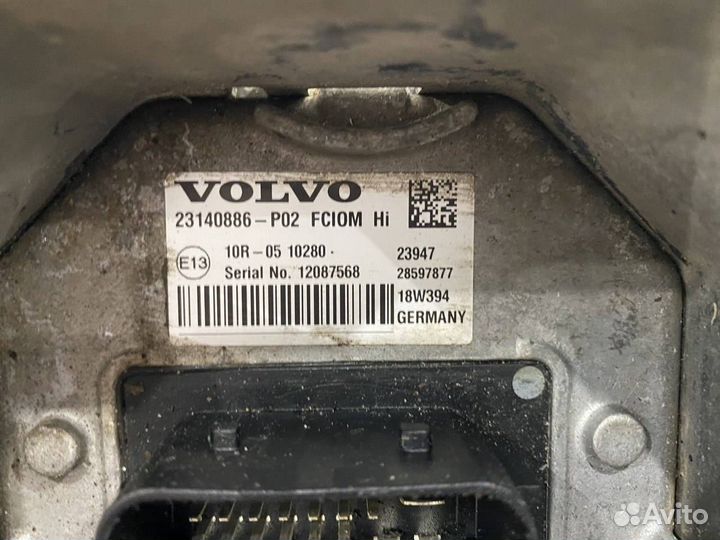 VOLVO
23140886-P02 FCIOM Hi
E13
10R-05 10280
23947
Serial No. 12087568
28597877
18W394
GERMANY
Avito